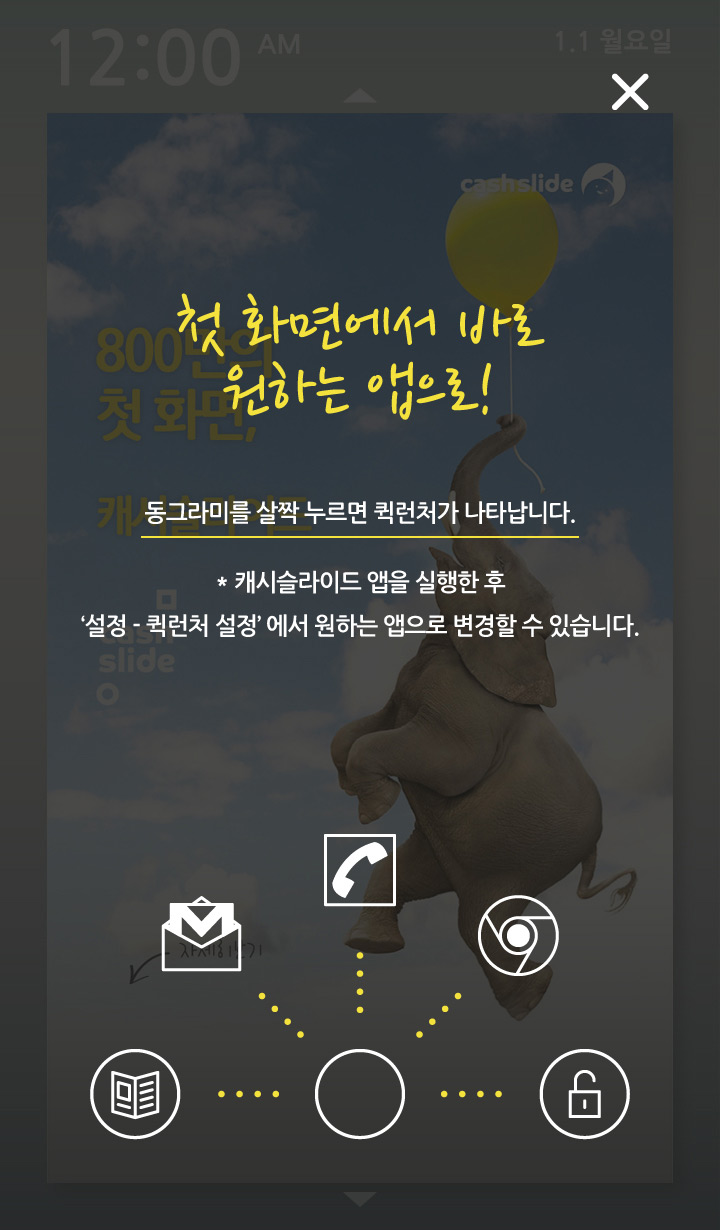 12:00 AM
1.1 월요일
cashslide
800만의
첫 화면,
캐시슬라이드
첫 화면에서 바로
원하는 앱으로!
동그라미를 살짝 누르면 퀵런처가 나타납니다.
* 캐시슬라이드 앱을 실행한 후
‘설정 - 퀵런처 설정’ 에서 원하는 앱으로 변경할 수 있습니다.
cash
slide
자세히보기